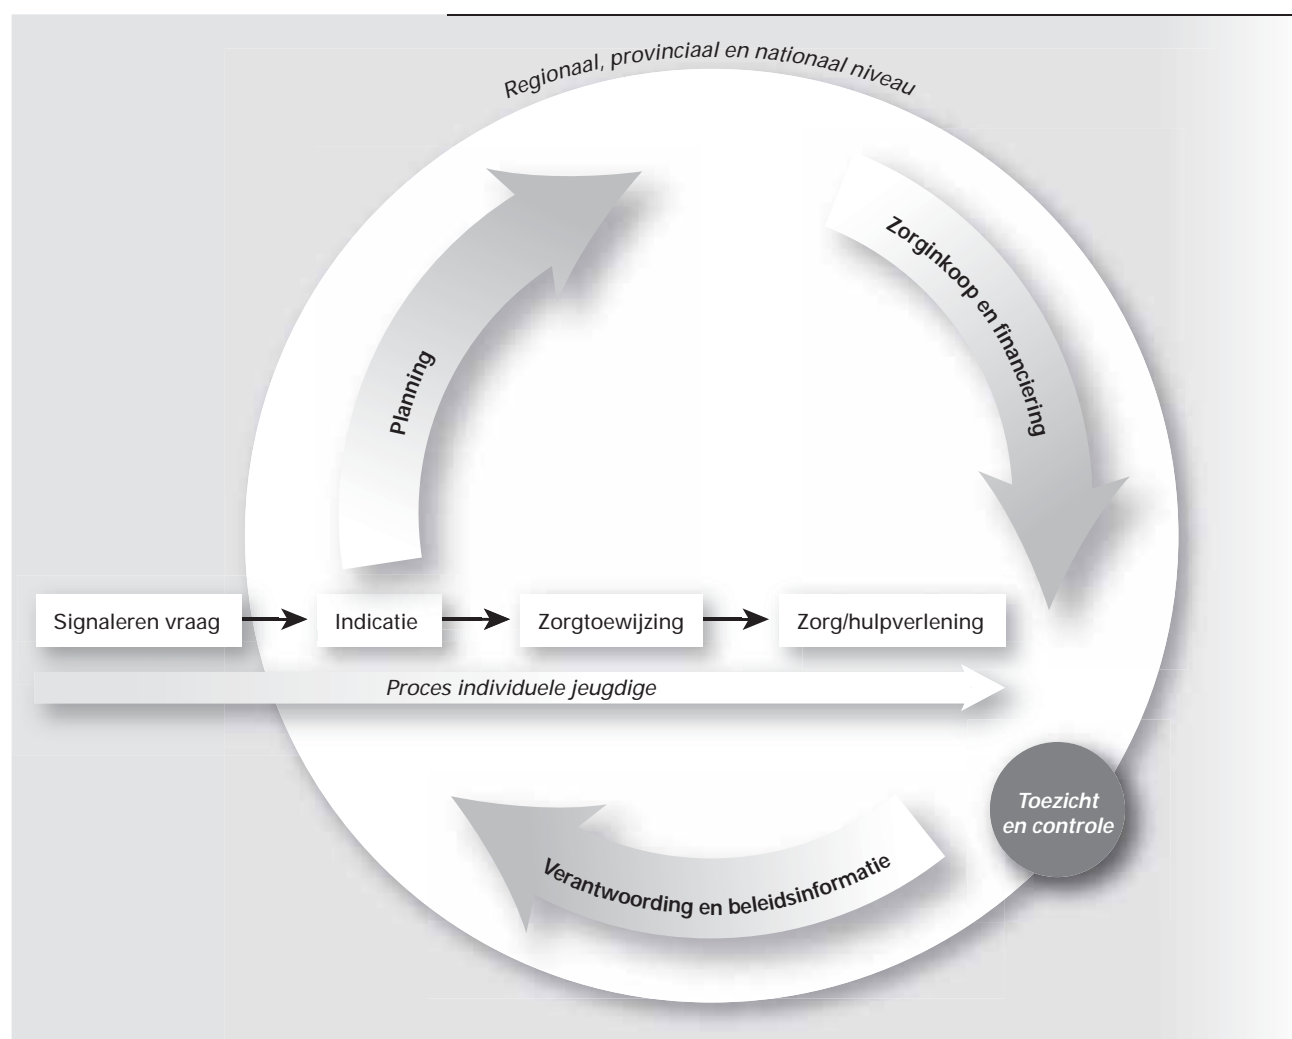 Regionaal, provinciaal en nationaal niveau
Zorginkoop en financiering
Planning
Signaleren vraag
Indicatie
Zorgtoewijzing
Zorg/hulpverlening
Proces individuele jeugdige
Toezicht
en controle
Verantwoording en beleidsinformatie